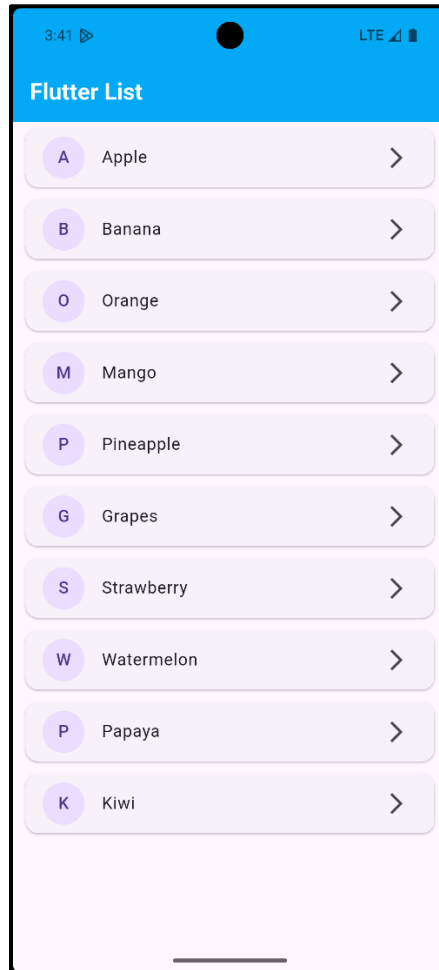 3:41 LTE
Flutter List
A Apple
B Banana
O Orange
M Mango
P Pineapple
G Grapes
S Strawberry
W Watermelon
P Papaya
K Kiwi